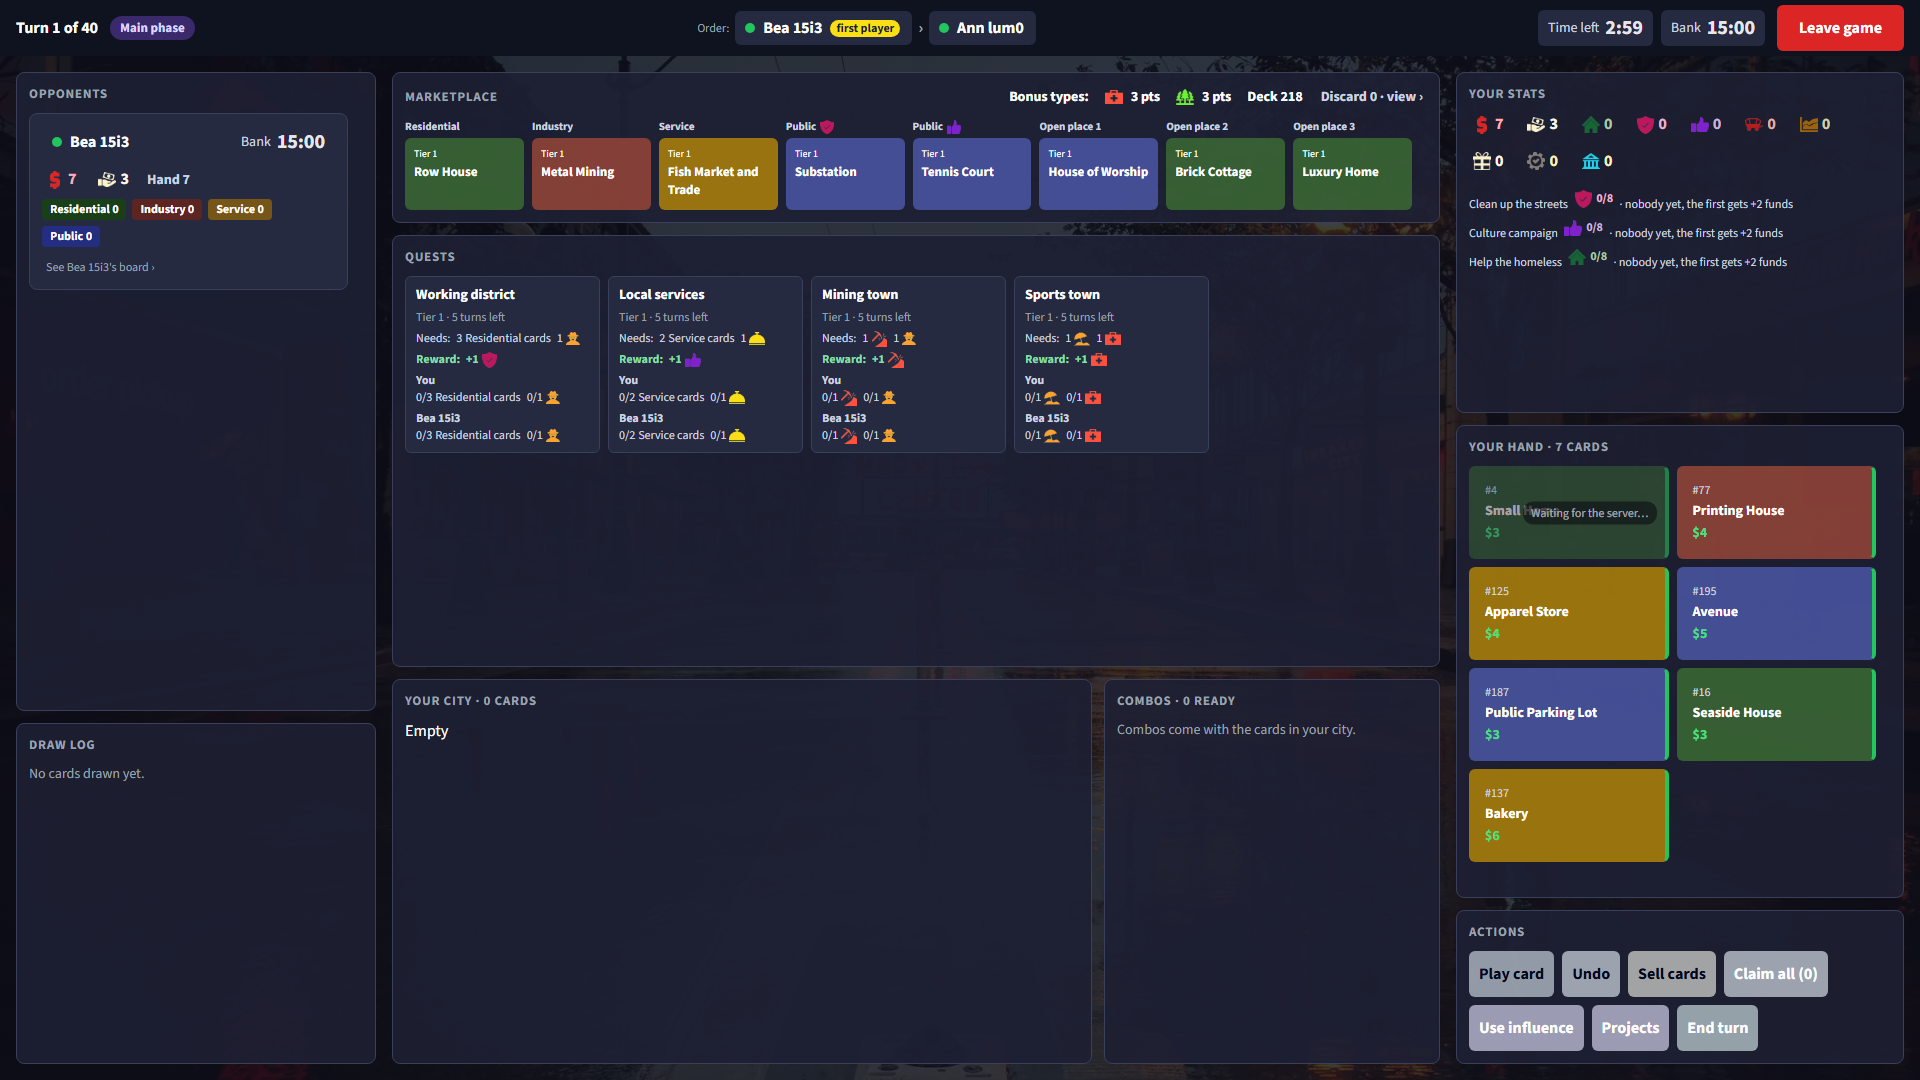 Turn 1 of 40 Main phase Order: Bea 15i3 first player › Ann lum0 Time left 2:59 Bank 15:00 Leave game
OPPONENTS
Bea 15i3 Bank 15:00
7 3 Hand 7
Residential 0 Industry 0 Service 0
Public 0
See Bea 15i3's board ›
DRAW LOG
No cards drawn yet.
MARKETPLACE Bonus types: 3 pts 3 pts Deck 218 Discard 0 · view ›
Residential Industry Service Public Public Open place 1 Open place 2 Open place 3
Tier 1 Tier 1 Tier 1 Tier 1 Tier 1 Tier 1 Tier 1 Tier 1
Row House Metal Mining Fish Market and Substation Tennis Court House of Worship Brick Cottage Luxury Home
Trade
QUESTS
Working district
Tier 1 · 5 turns left
Needs: 3 Residential cards 1
Reward: +1
You
0/3 Residential cards 0/1
Bea 15i3
0/3 Residential cards 0/1
Local services
Tier 1 · 5 turns left
Needs: 2 Service cards 1
Reward: +1
You
0/2 Service cards 0/1
Bea 15i3
0/2 Service cards 0/1
Mining town
Tier 1 · 5 turns left
Needs: 1 1
Reward: +1
You
0/1 0/1
Bea 15i3
0/1 0/1
Sports town
Tier 1 · 5 turns left
Needs: 1 1
Reward: +1
You
0/1 0/1
Bea 15i3
0/1 0/1
YOUR CITY · 0 CARDS
Empty
COMBOS · 0 READY
Combos come with the cards in your city.
YOUR STATS
$ 7 3 0 0 0 0 0
0 0 0
Clean up the streets 0/8 · nobody yet, the first gets +2 funds
Culture campaign 0/8 · nobody yet, the first gets +2 funds
Help the homeless 0/8 · nobody yet, the first gets +2 funds
YOUR HAND · 7 CARDS
#4
Small Waiting for the server…
$3
#77
Printing House
$4
#125
Apparel Store
$4
#195
Avenue
$5
#187
Public Parking Lot
$3
#16
Seaside House
$3
#137
Bakery
$6
ACTIONS
Play card Undo Sell cards Claim all (0)
Use influence Projects End turn